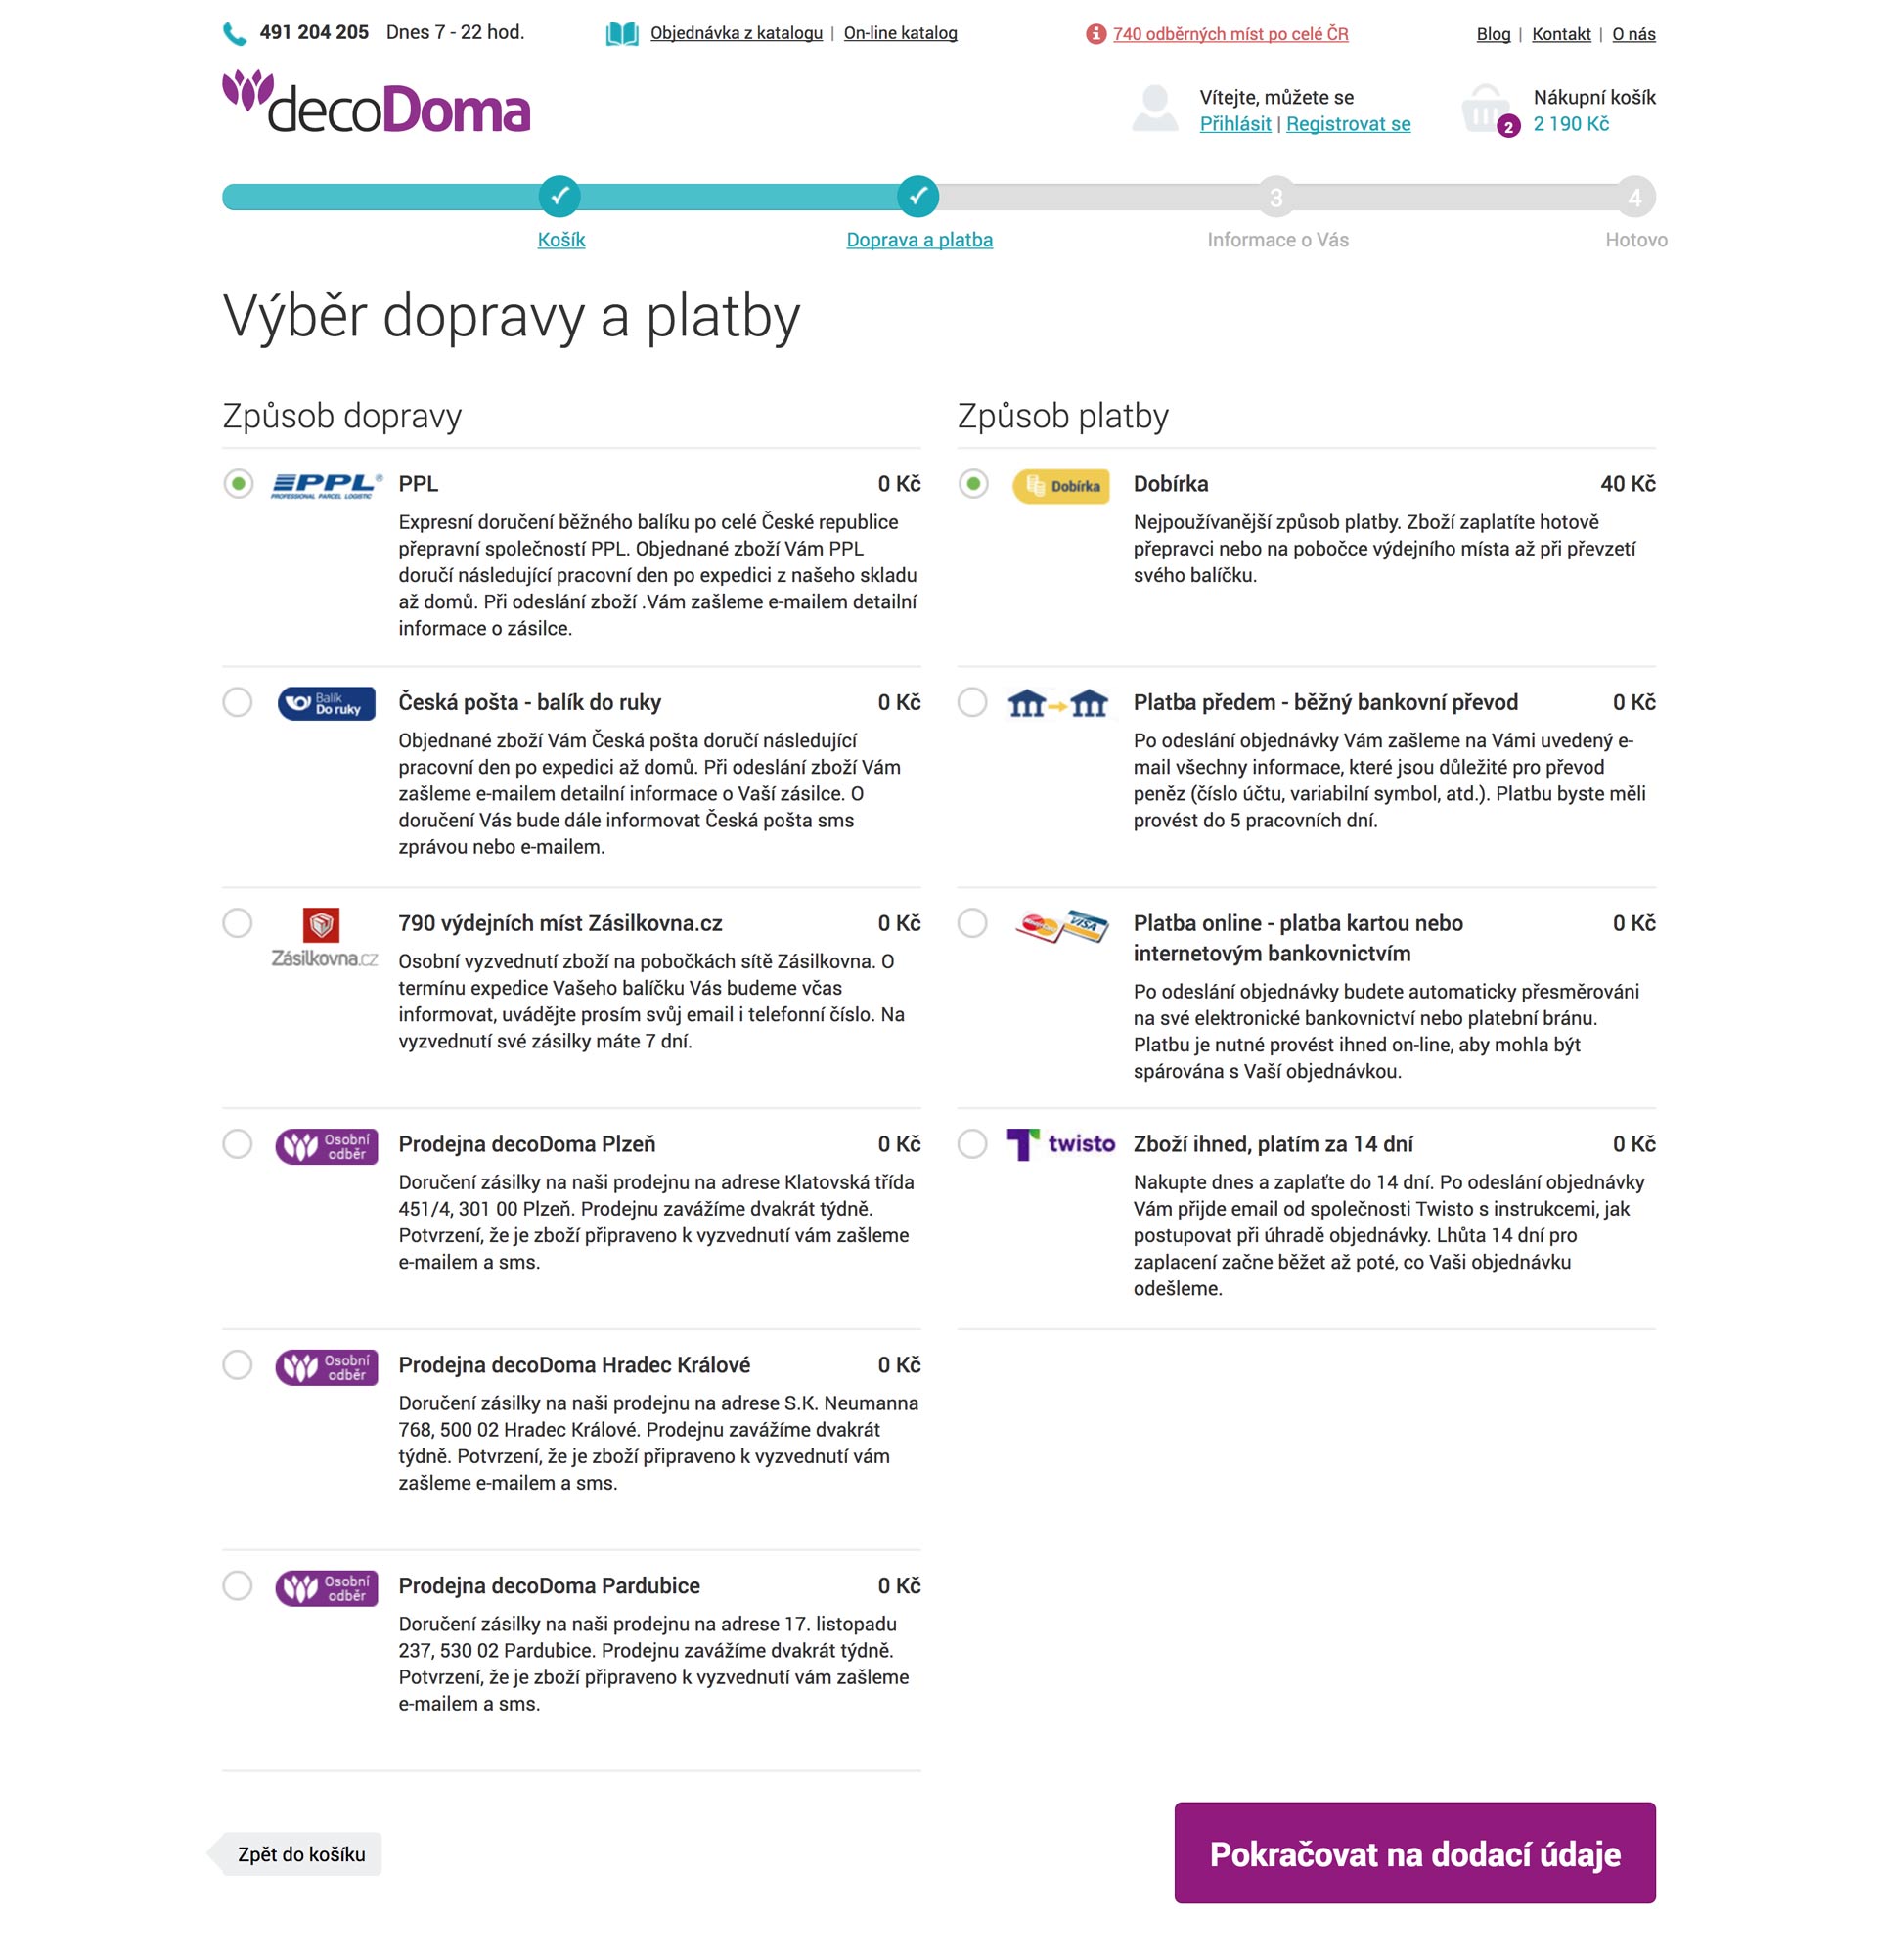 491 204 205 Dnes 7 - 22 hod.
Objednávka z katalogu | On-line katalog
740 odběrných míst po celé ČR
Blog | Kontakt | O nás
decoDoma
Vítejte, můžete se
Přihlásit | Registrovat se
Nákupní košík
2 2 190 Kč
3
4
Košík
Doprava a platba
Informace o Vás
Hotovo
Výběr dopravy a platby
Způsob dopravy
PPL
PROFESSIONAL PARCEL LOGISTIC
PPL 0 Kč
Expresní doručení běžného balíku po celé České republice
přepravní společností PPL. Objednané zboží Vám PPL
doručí následující pracovní den po expedici z našeho skladu
až domů. Při odeslání zboží .Vám zašleme e-mailem detailní
informace o zásilce.
Balík
Do ruky
Česká pošta - balík do ruky 0 Kč
Objednané zboží Vám Česká pošta doručí následující
pracovní den po expedici až domů. Při odeslání zboží Vám
zašleme e-mailem detailní informace o Vaší zásilce. O
doručení Vás bude dále informovat Česká pošta sms
zprávou nebo e-mailem.
Zásilkovna.cz
790 výdejních míst Zásilkovna.cz 0 Kč
Osobní vyzvednutí zboží na pobočkách sítě Zásilkovna. O
termínu expedice Vašeho balíčku Vás budeme včas
informovat, uvádějte prosím svůj email i telefonní číslo. Na
vyzvednutí své zásilky máte 7 dní.
Osobní
odběr
Prodejna decoDoma Plzeň 0 Kč
Doručení zásilky na naši prodejnu na adrese Klatovská třída
451/4, 301 00 Plzeň. Prodejnu zavážíme dvakrát týdně.
Potvrzení, že je zboží připraveno k vyzvednutí vám zašleme
e-mailem a sms.
Osobní
odběr
Prodejna decoDoma Hradec Králové 0 Kč
Doručení zásilky na naši prodejnu na adrese S.K. Neumanna
768, 500 02 Hradec Králové. Prodejnu zavážíme dvakrát
týdně. Potvrzení, že je zboží připraveno k vyzvednutí vám
zašleme e-mailem a sms.
Osobní
odběr
Prodejna decoDoma Pardubice 0 Kč
Doručení zásilky na naši prodejnu na adrese 17. listopadu
237, 530 02 Pardubice. Prodejnu zavážíme dvakrát týdně.
Potvrzení, že je zboží připraveno k vyzvednutí vám zašleme
e-mailem a sms.
Způsob platby
Dobírka
Dobírka 40 Kč
Nejpoužívanější způsob platby. Zboží zaplatíte hotově
přepravci nebo na pobočce výdejního místa až při převzetí
svého balíčku.
Platba předem - běžný bankovní převod 0 Kč
Po odeslání objednávky Vám zašleme na Vámi uvedený e-
mail všechny informace, které jsou důležité pro převod
peněz (číslo účtu, variabilní symbol, atd.). Platbu byste měli
provést do 5 pracovních dní.
MasterCard VISA
Platba online - platba kartou nebo 0 Kč
internetovým bankovnictvím
Po odeslání objednávky budete automaticky přesměrováni
na své elektronické bankovnictví nebo platební bránu.
Platbu je nutné provést ihned on-line, aby mohla být
spárována s Vaší objednávkou.
twisto
Zboží ihned, platím za 14 dní 0 Kč
Nakupte dnes a zaplaťte do 14 dní. Po odeslání objednávky
Vám přijde email od společnosti Twisto s instrukcemi, jak
postupovat při úhradě objednávky. Lhůta 14 dní pro
zaplacení začne běžet až poté, co Vaši objednávku
odešleme.
Zpět do košíku
Pokračovat na dodací údaje